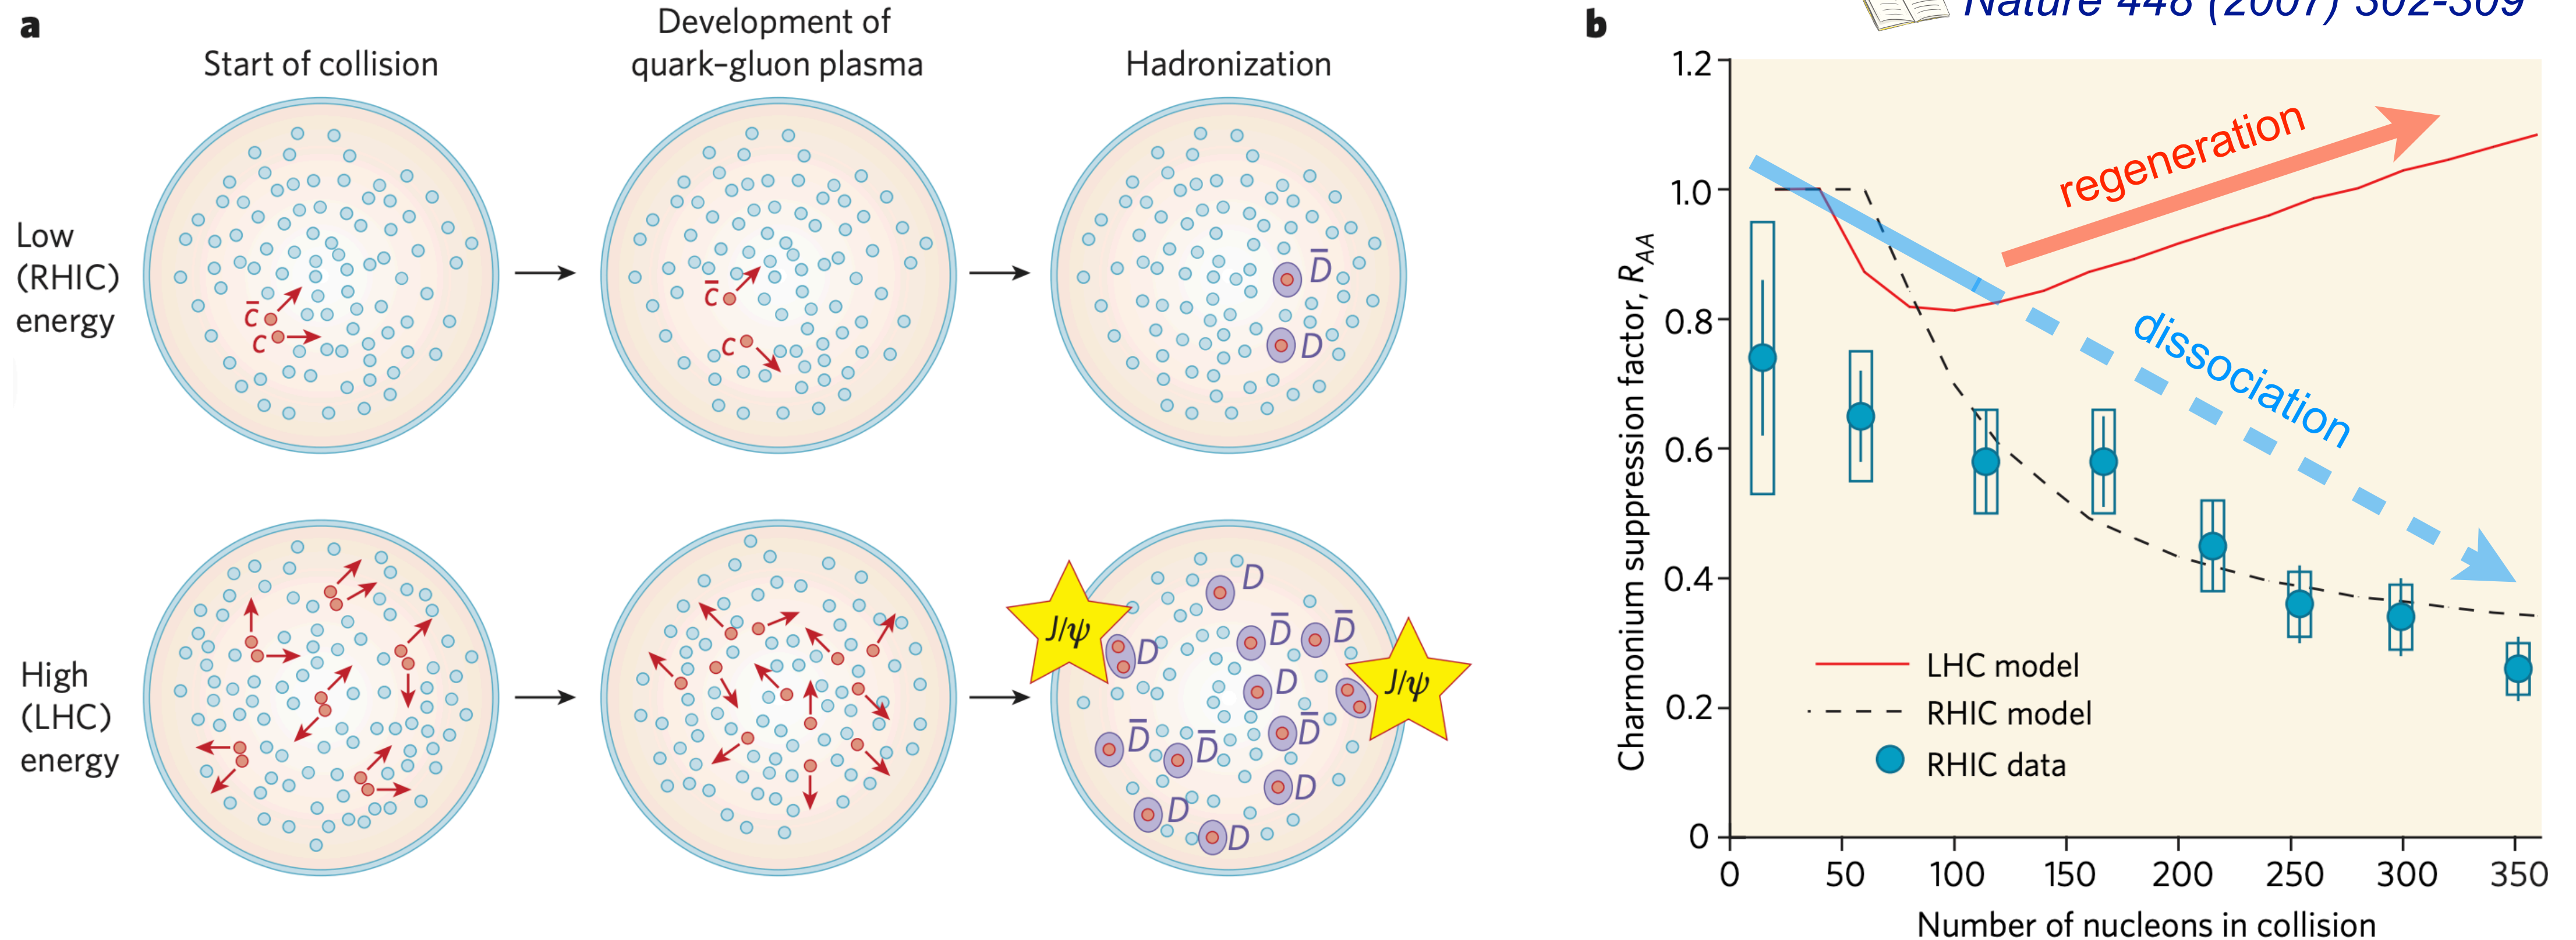 a
Start of collision
Development of
quark–gluon plasma
Hadronization
Low
(RHIC)
energy
c̄
c
c̄
c
D̄
D
High
(LHC)
energy
J/ψ
D
D
D̄
D̄
D
J/ψ
D̄
D̄
D̄
D
D
D
b
Nature 448 (2007) 302-309
Charmonium suppression factor, R_AA
1.2
1.0
0.8
0.6
0.4
0.2
0
regeneration
dissociation
LHC model
RHIC model
RHIC data
0
50
100
150
200
250
300
350
Number of nucleons in collision